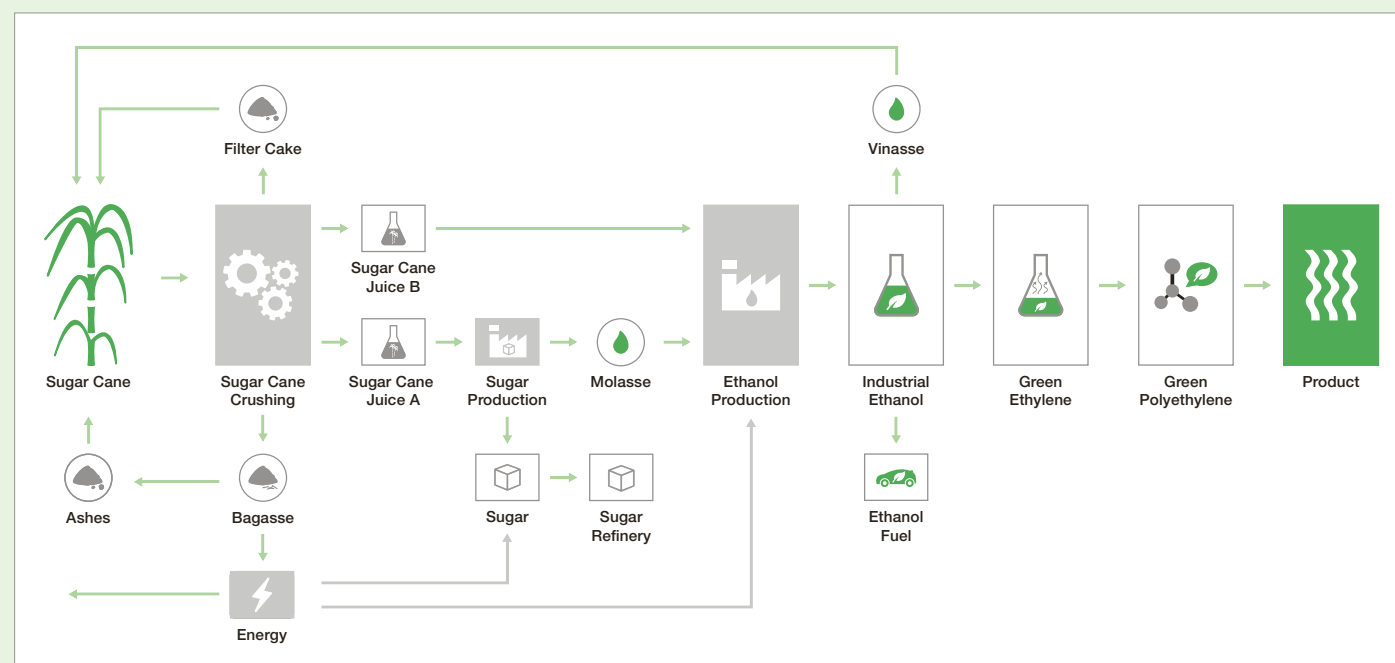 Filter Cake
Vinasse
Sugar Cane
Juice B
Sugar Cane
Sugar Cane
Crushing
Sugar Cane
Juice A
Sugar
Production
Molasse
Ethanol
Production
Industrial
Ethanol
Green
Ethylene
Green
Polyethylene
Product
Ashes
Bagasse
Sugar
Sugar
Refinery
Ethanol
Fuel
Energy